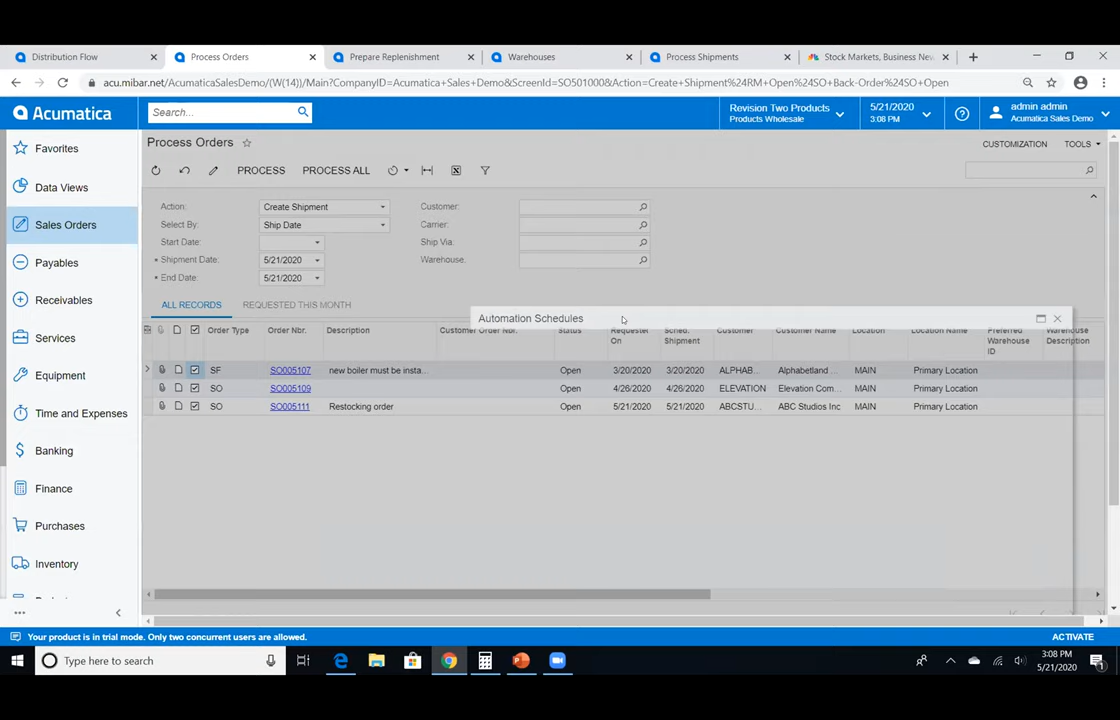 Distribution Flow
Process Orders
Prepare Replenishment
Warehouses
Process Shipments
Stock Markets, Business Nev
acu.mibar.net/AcumaticaSalesDemo/(W(14))/Main?CompanyID=Acumatica+Sales+Demo&ScreenId=SO501000&Action=Create+Shipment%24RM+Open%24SO+Back-Order%24SO+Open
Acumatica
Search...
Revision Two Products
Products Wholesale
5/21/2020
3:08 PM
admin admin
Acumatica Sales Demo
Favorites
Data Views
Sales Orders
Payables
Receivables
Services
Equipment
Time and Expenses
Banking
Finance
Purchases
Inventory
Process Orders
CUSTOMIZATION TOOLS
PROCESS PROCESS ALL
Action: Create Shipment Customer:
Select By: Ship Date Carrier:
Start Date: Ship Via:
* Shipment Date: 5/21/2020 Warehouse:
* End Date: 5/21/2020
ALL RECORDS REQUESTED THIS MONTH
Automation Schedules
Order Type Order Nbr. Description Customer Order Nbr. Status Requested On Sched. Shipment Customer Customer Name Location Location Name Preferred Warehouse ID Warehouse Description
SF SO005107 new boiler must be insta... Open 3/20/2020 3/20/2020 ALPHAB... Alphabetland ... MAIN Primary Location
SO SO005109 Open 4/26/2020 4/26/2020 ELEVATION Elevation Com... MAIN Primary Location
SO SO005111 Restocking order Open 5/21/2020 5/21/2020 ABCSTU... ABC Studios Inc MAIN Primary Location
Your product is in trial mode. Only two concurrent users are allowed. ACTIVATE
Type here to search
3:08 PM
5/21/2020